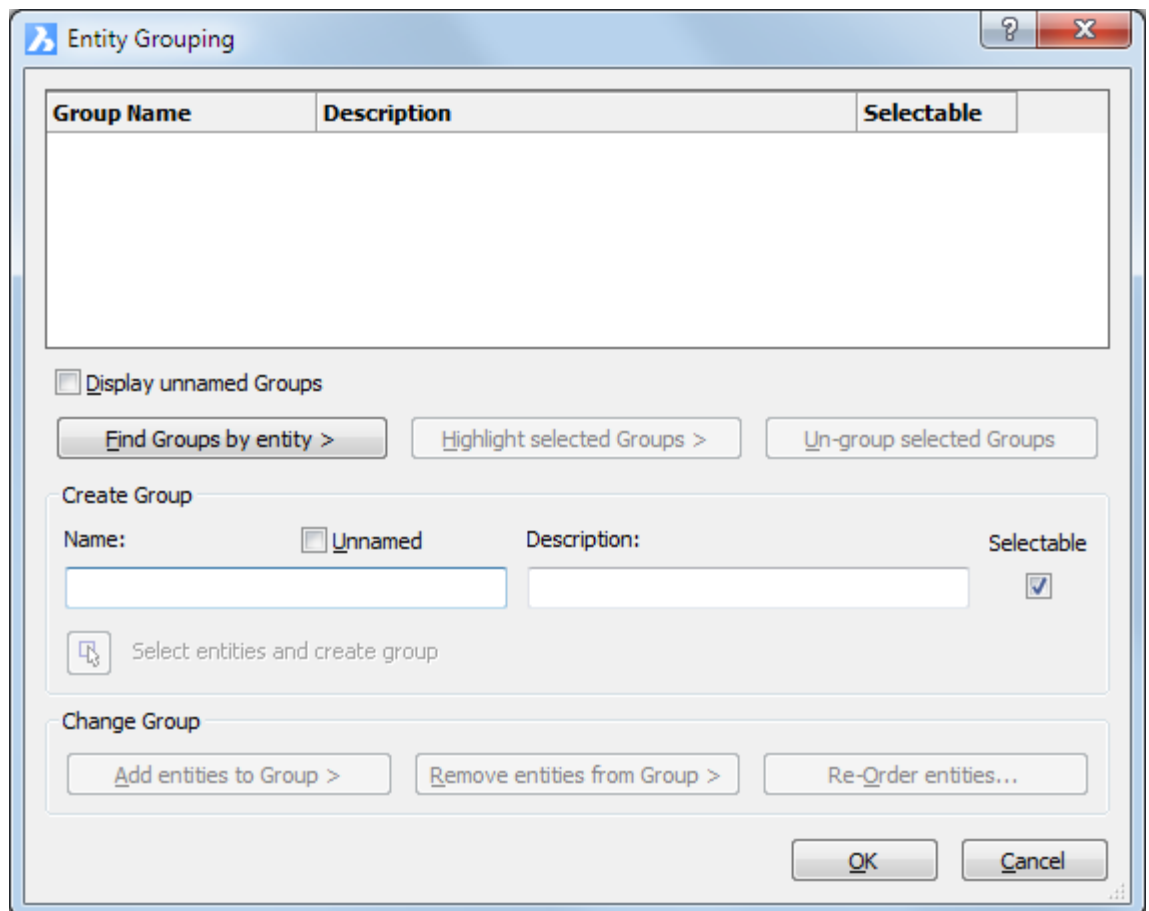 Entity Grouping
Group Name Description Selectable
Display unnamed Groups
Find Groups by entity > Highlight selected Groups > Un-group selected Groups
Create Group
Name: Unnamed Description: Selectable
Select entities and create group
Change Group
Add entities to Group > Remove entities from Group > Re-Order entities...
OK Cancel